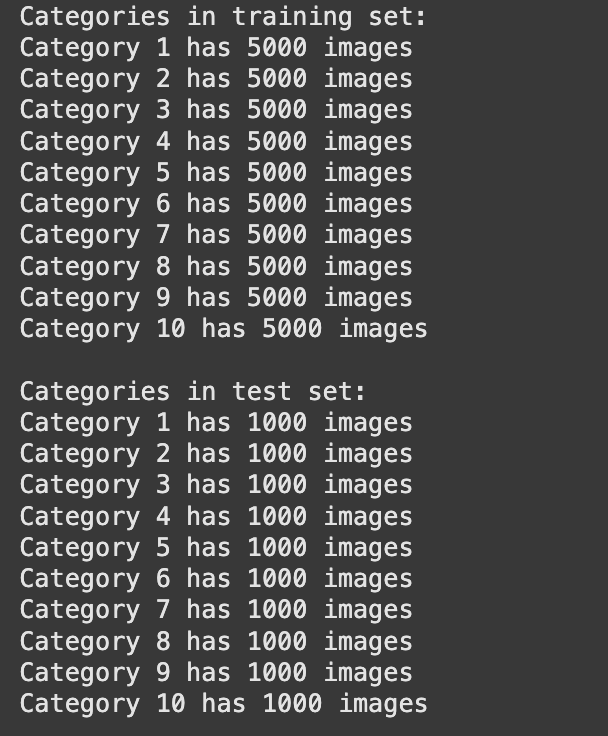 Categories in training set:
Category 1 has 5000 images
Category 2 has 5000 images
Category 3 has 5000 images
Category 4 has 5000 images
Category 5 has 5000 images
Category 6 has 5000 images
Category 7 has 5000 images
Category 8 has 5000 images
Category 9 has 5000 images
Category 10 has 5000 images

Categories in test set:
Category 1 has 1000 images
Category 2 has 1000 images
Category 3 has 1000 images
Category 4 has 1000 images
Category 5 has 1000 images
Category 6 has 1000 images
Category 7 has 1000 images
Category 8 has 1000 images
Category 9 has 1000 images
Category 10 has 1000 images